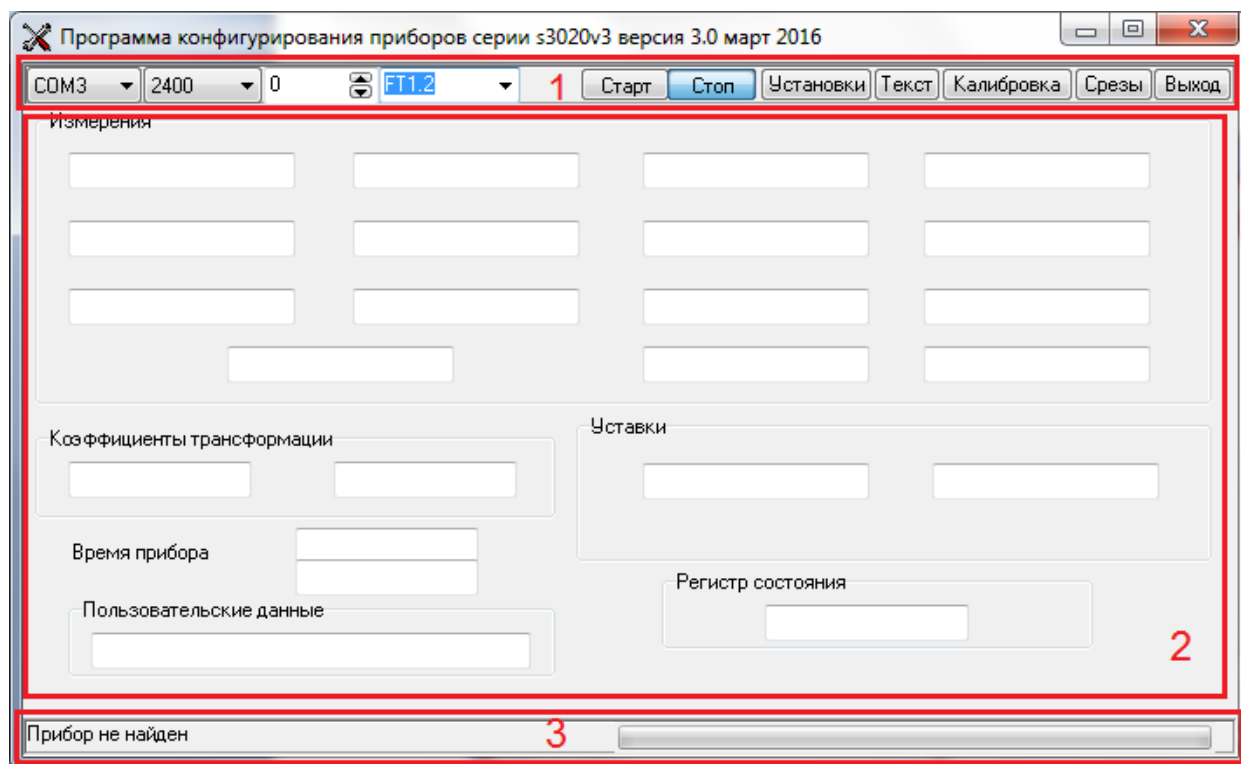 Программа конфигурирования приборов серии s3020v3 версия 3.0 март 2016
COM3 2400 0 FT1.2 1 Старт Стоп Установки Текст Калибровка Срезы Выход
Измерения
Коэффициенты трансформации
Уставки
Время прибора
Регистр состояния
Пользовательские данные
2
Прибор не найден 3